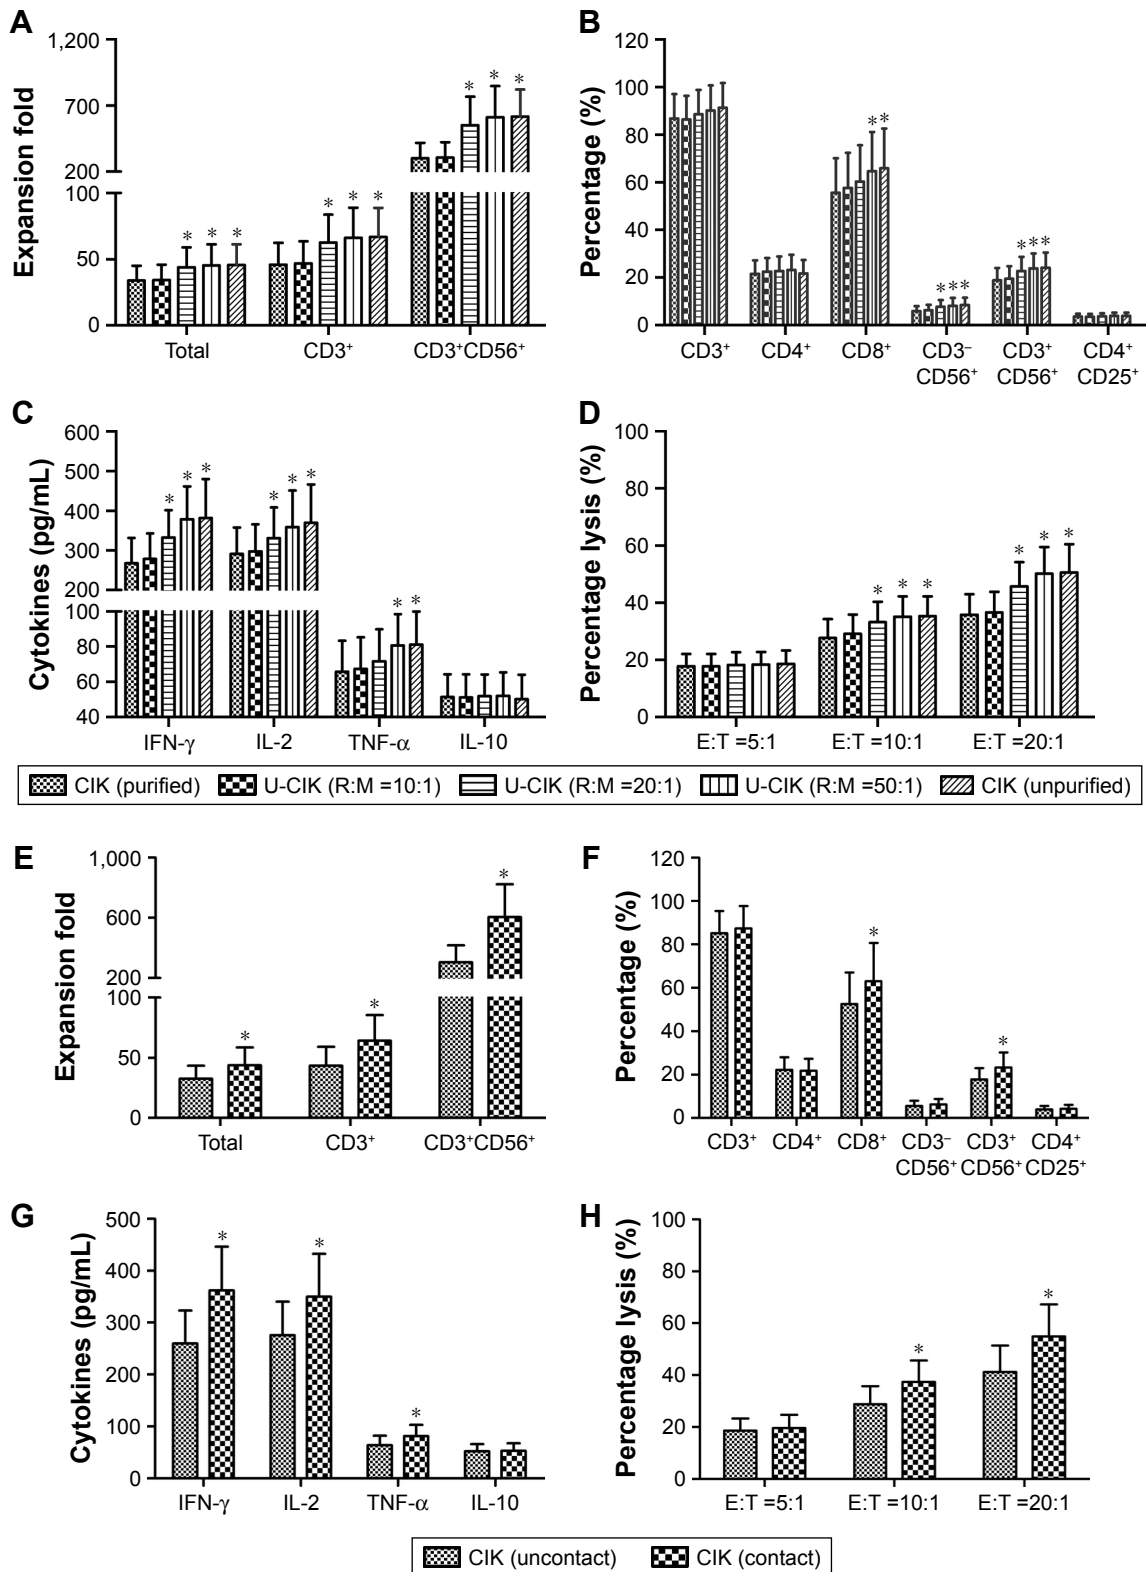 A
Expansion fold
1,200
700
200
100
50
0
* * *
* * *
* * *
Total CD3+ CD3+CD56+
B
Percentage (%)
120
100
80
60
40
20
0
**
***
***
CD3+ CD4+ CD8+ CD3– CD56+ CD3+ CD56+ CD4+ CD25+
C
Cytokines (pg/mL)
600
500
400
300
200
100
80
60
40
* * *
* * *
* *
IFN-γ IL-2 TNF-α IL-10
D
Percentage lysis (%)
100
80
60
40
20
0
* * *
* * *
E:T =5:1 E:T =10:1 E:T =20:1
CIK (purified) U-CIK (R:M =10:1) U-CIK (R:M =20:1) U-CIK (R:M =50:1) CIK (unpurified)
E
Expansion fold
1,000
600
200
100
50
0
*
*
*
Total CD3+ CD3+CD56+
F
Percentage (%)
120
100
80
60
40
20
0
*
*
CD3+ CD4+ CD8+ CD3– CD56+ CD3+ CD56+ CD4+ CD25+
G
Cytokines (pg/mL)
500
400
300
200
100
0
*
*
*
IFN-γ IL-2 TNF-α IL-10
H
Percentage lysis (%)
100
80
60
40
20
0
*
*
E:T =5:1 E:T =10:1 E:T =20:1
CIK (uncontact) CIK (contact)